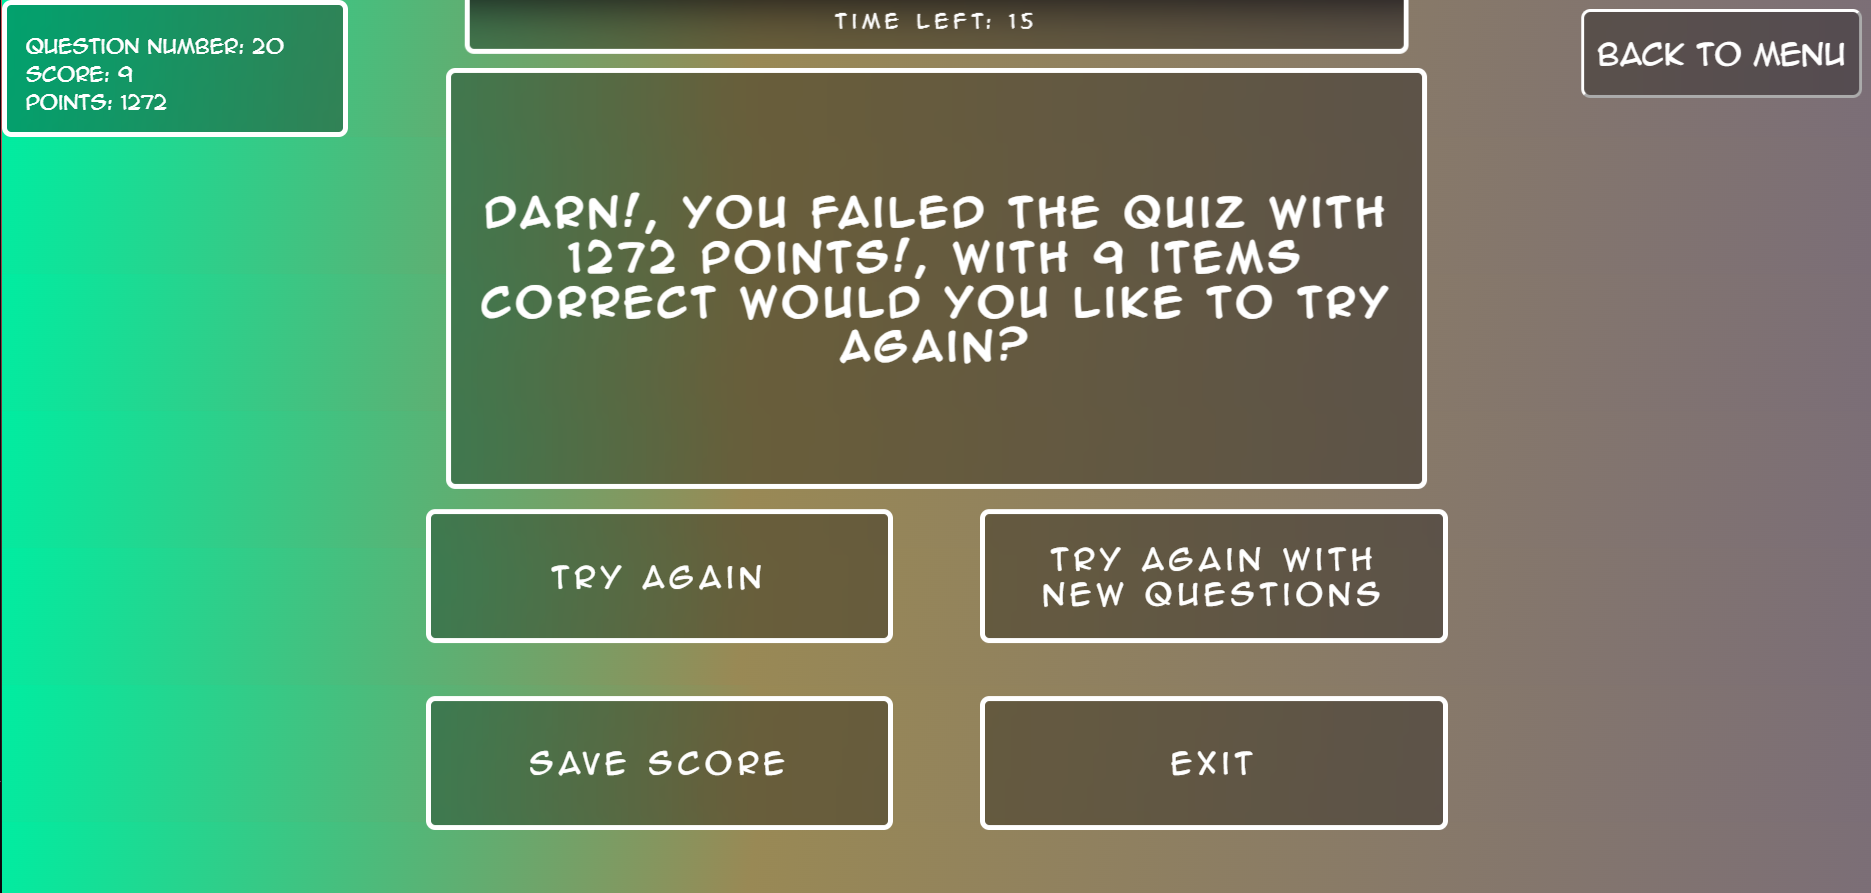 QUESTION NUMBER: 20
SCORE: 9
POINTS: 1272
TIME LEFT: 15
BACK TO MENU
DARN!, YOU FAILED THE QUIZ WITH
1272 POINTS!, WITH 9 ITEMS
CORRECT WOULD YOU LIKE TO TRY
AGAIN?
TRY AGAIN
TRY AGAIN WITH
NEW QUESTIONS
SAVE SCORE
EXIT